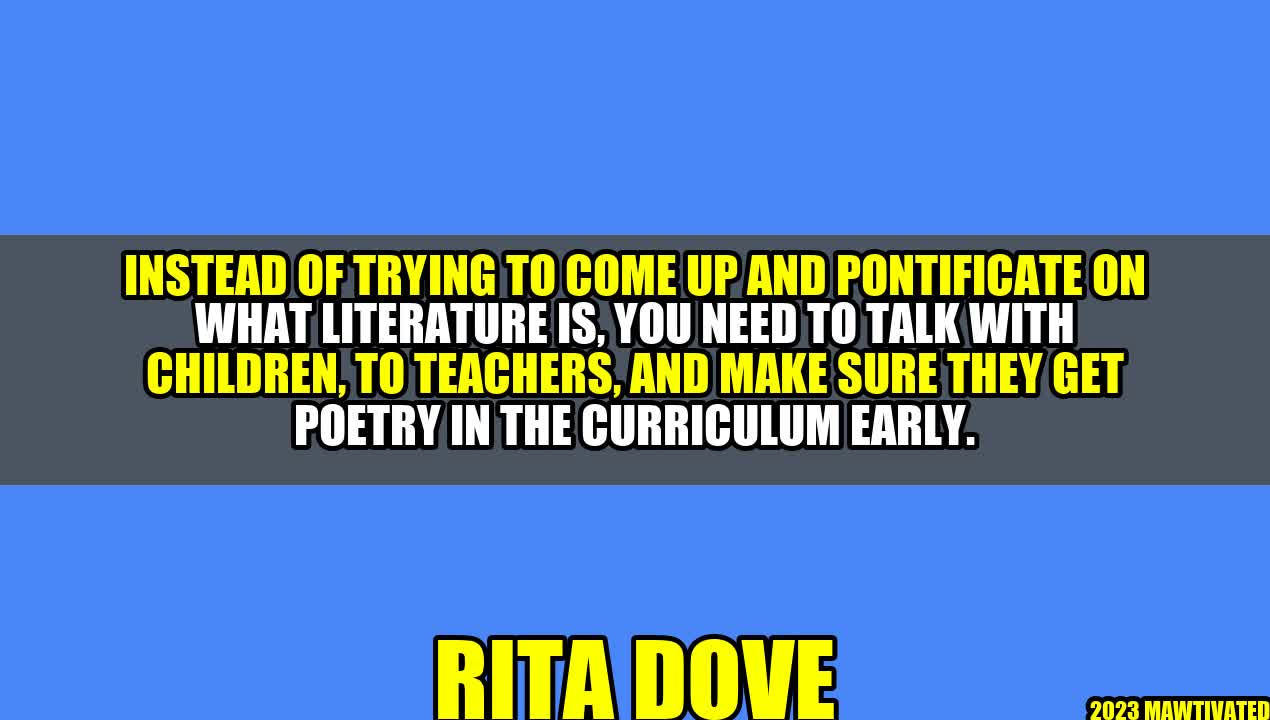 INSTEAD OF TRYING TO COME UP AND PONTIFICATE ON
WHAT LITERATURE IS, YOU NEED TO TALK WITH
CHILDREN, TO TEACHERS, AND MAKE SURE THEY GET
POETRY IN THE CURRICULUM EARLY.
RITA DOVE
2023 MAWTIVATED